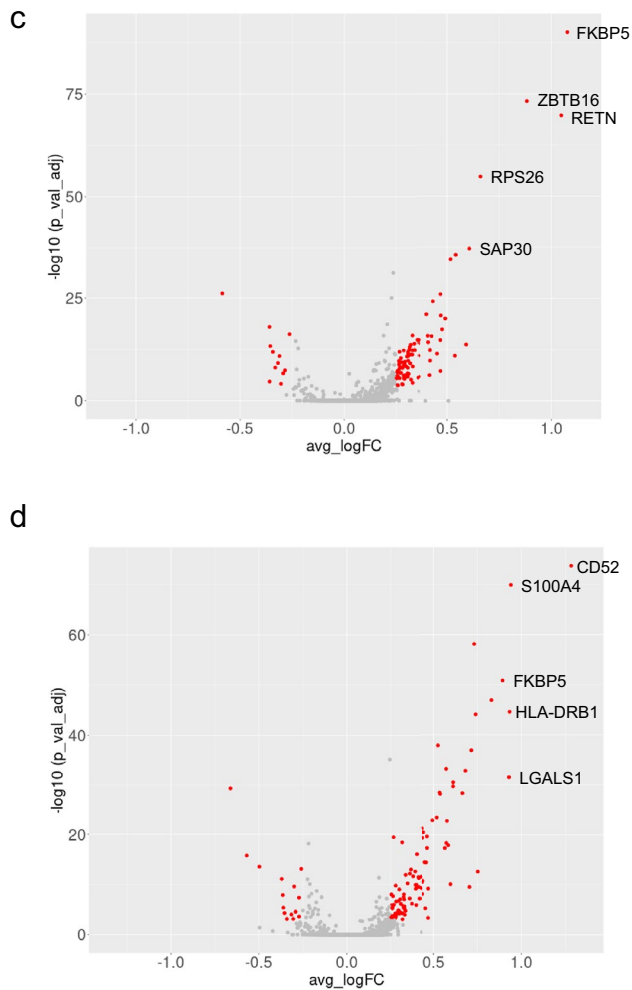 c
FKBP5
75
ZBTB16
RETN
50
RPS26
SAP30
25
0
-log10 (p_val_adj)
-1.0 -0.5 0.0 0.5 1.0
avg_logFC
d
CD52
S100A4
60
FKBP5
HLA-DRB1
40
LGALS1
20
0
-log10 (p_val_adj)
-1.0 -0.5 0.0 0.5 1.0
avg_logFC